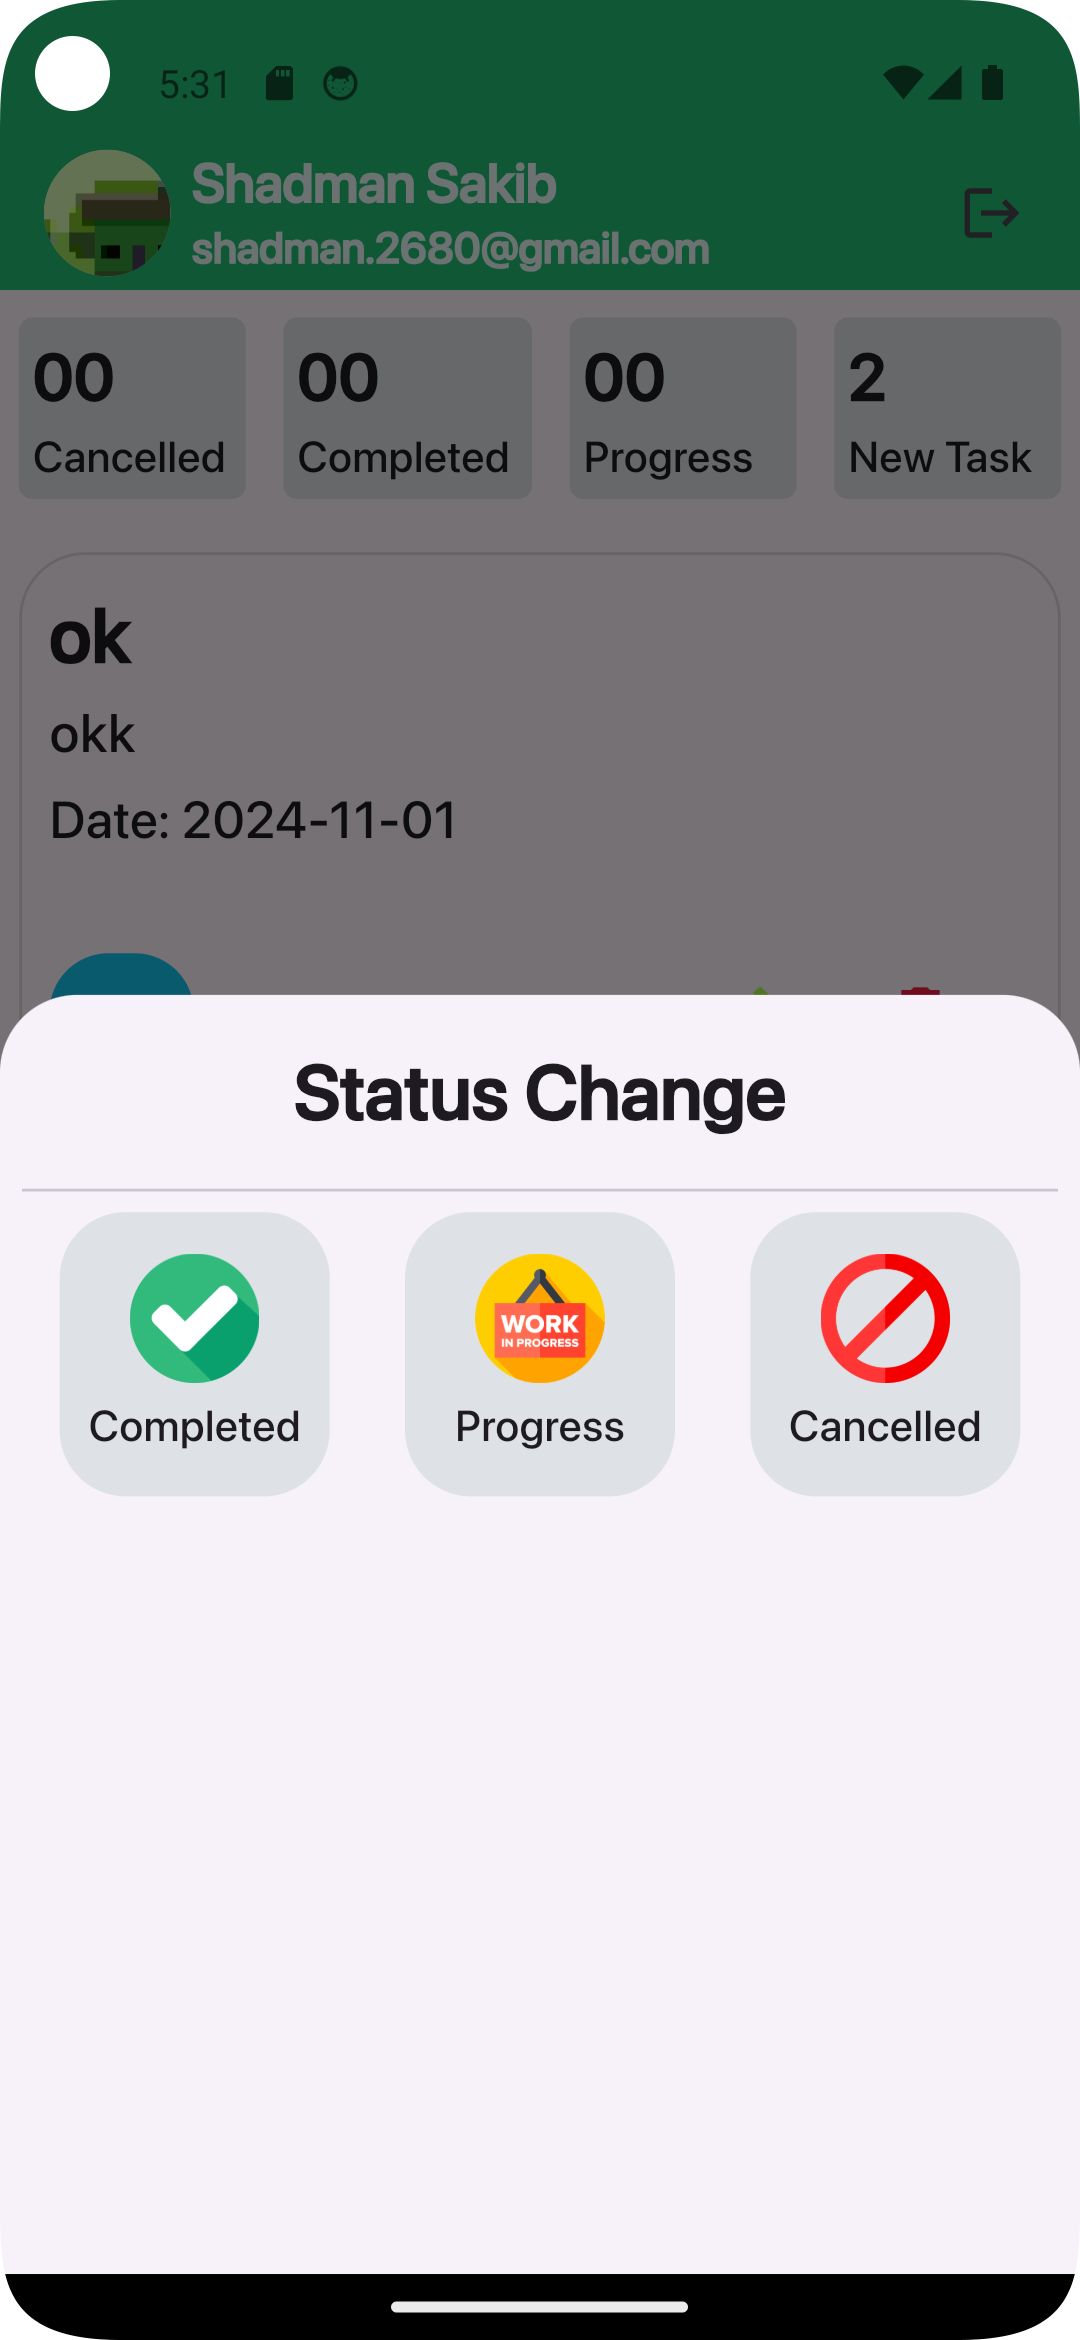 5:31
Shadman Sakib
shadman.2680@gmail.com
00
Cancelled
00
Completed
00
Progress
2
New Task
ok
okk
Date: 2024-11-01
Status Change
Completed
WORK
IN PROGRESS
Progress
Cancelled